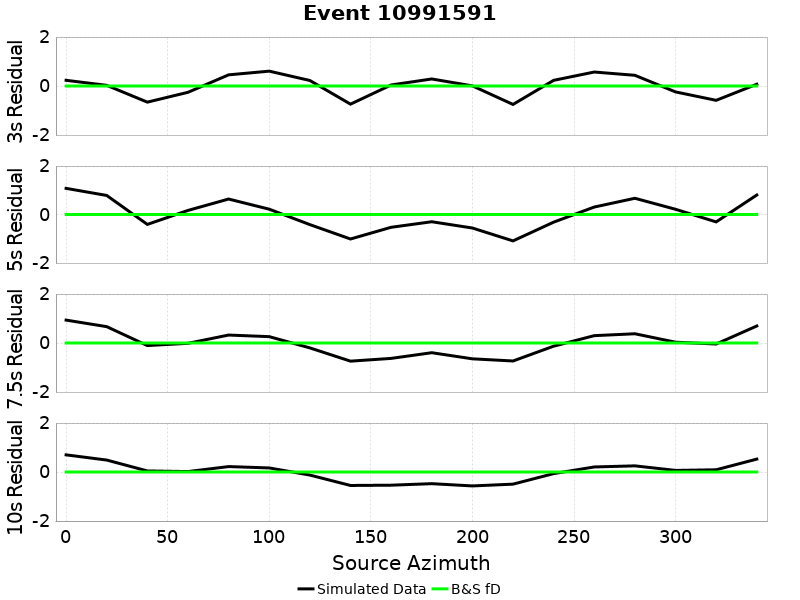 Event 10991591
3s Residual
2
0
-2
5s Residual
2
0
-2
7.5s Residual
2
0
-2
10s Residual
2
0
-2
0 50 100 150 200 250 300
Source Azimuth
Simulated Data B&S fD